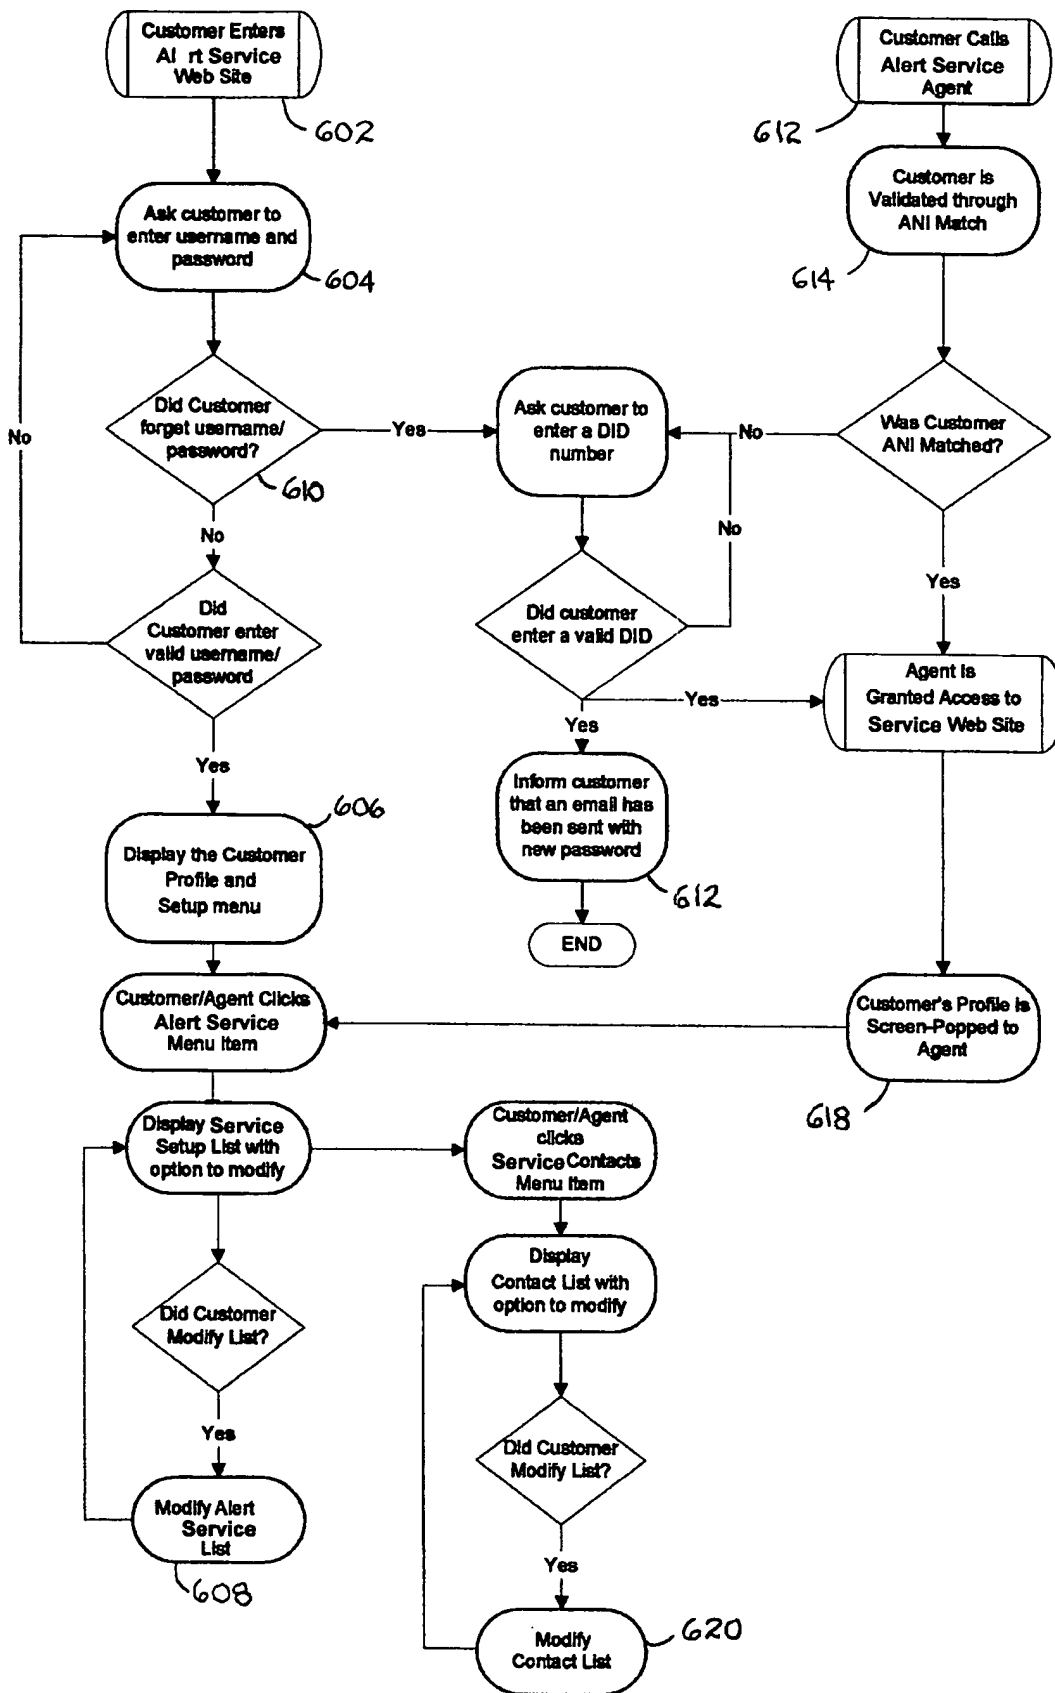 Customer Enters
Al rt Service
Web Site
602
Ask customer to
enter username and
password
604
Did Customer
forget username/
password?
610
No
Yes
No
Did
Customer enter
valid username/
password
Yes
606
Display the Customer
Profile and
Setup menu
Customer/Agent Clicks
Alert Service
Menu Item
Display Service
Setup List with
option to modify
Did Customer
Modify List?
Yes
Modify Alert
Service
List
608
Ask customer to
enter a DID
number
No
Did customer
enter a valid DID
Yes
Yes
Inform customer
that an email has
been sent with
new password
612
END
Customer/Agent
clicks
Service Contacts
Menu Item
Display
Contact List with
option to modify
Did Customer
Modify List?
Yes
Modify
Contact List
620
Customer Calls
Alert Service
Agent
612
Customer is
Validated through
ANI Match
614
Was Customer
ANI Matched?
No
Yes
Agent is
Granted Access to
Service Web Site
Customer's Profile is
Screen-Popped to
Agent
618